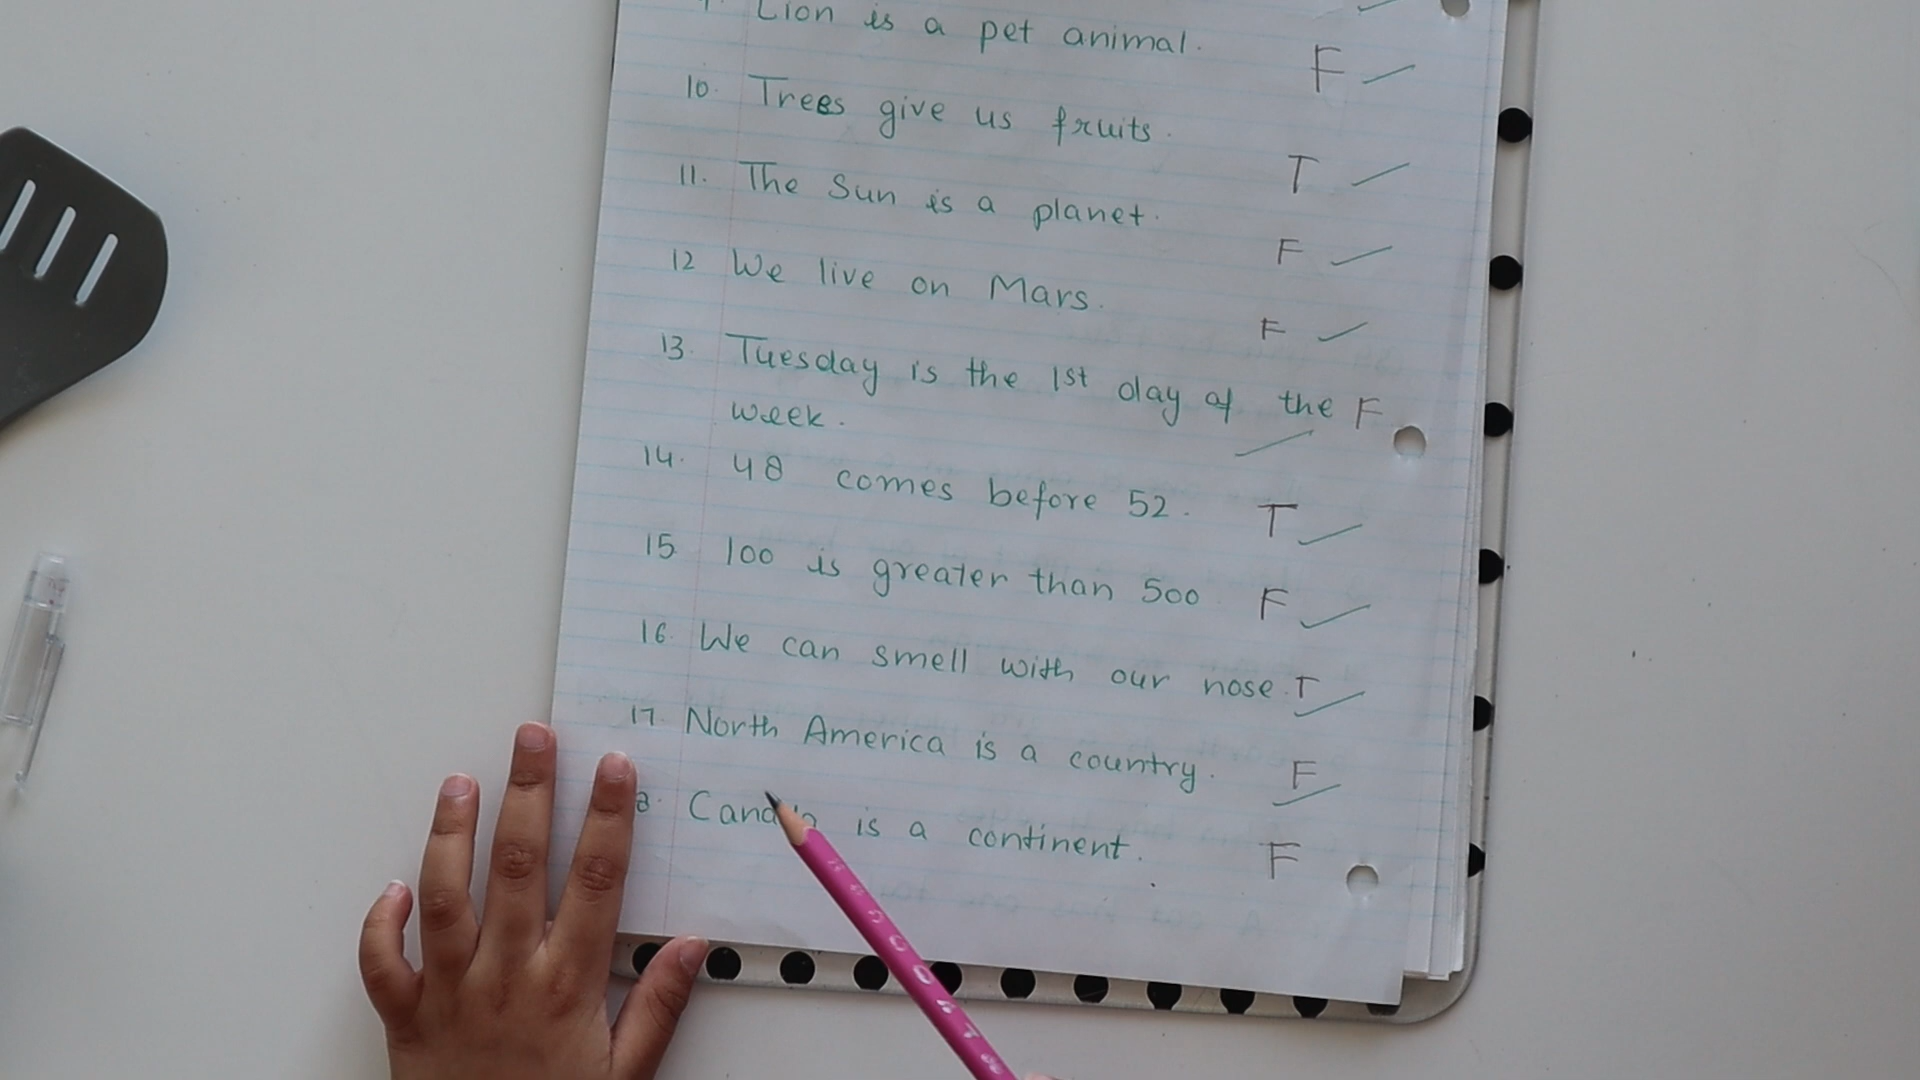 Lion is a pet animal. F
10. Trees give us fruits. T
11. The Sun is a planet. F
12 We live on Mars. F
13. Tuesday is the 1st day of the F
week.
14. 48 comes before 52. T
15 100 is greater than 500 F
16. We can smell with our nose. T
17. North America is a country. F
8. Canada is a continent. F